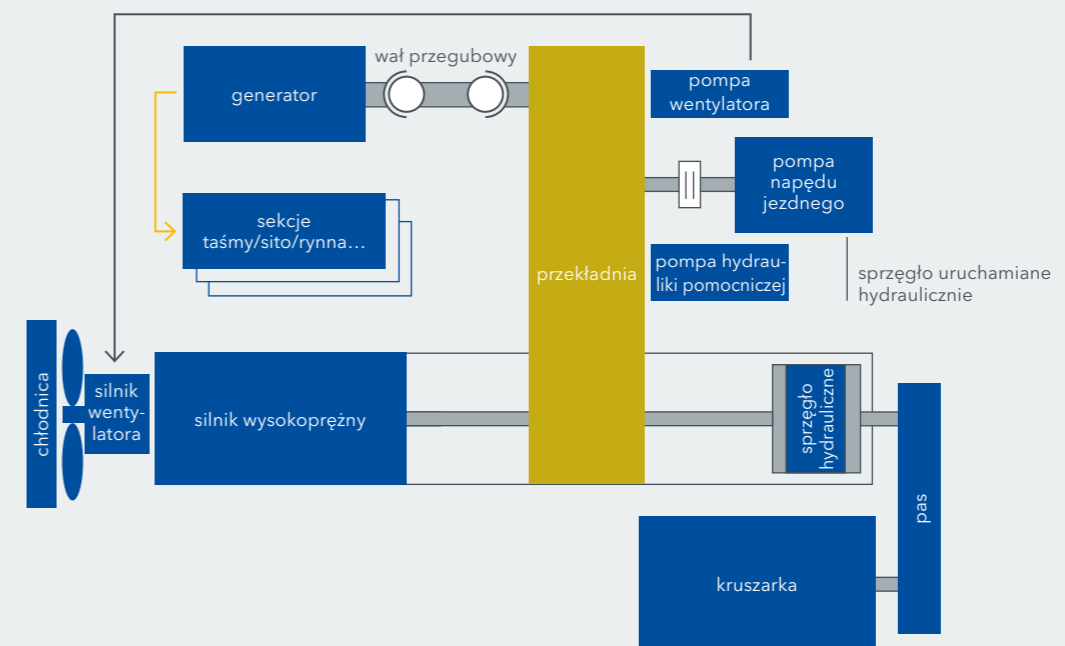 wał przegubowy
generator
pompa
wentylatora
pompa
napędu
jezdnego
sekcje
taśmy/sito/rynna...
przekładnia
pompa hydrau-
liki pomocniczej
sprzęgło uruchamiane
hydraulicznie
chłodnica
silnik
wenty-
latora
silnik wysokoprężny
sprzęgło
hydrauliczne
pas
kruszarka